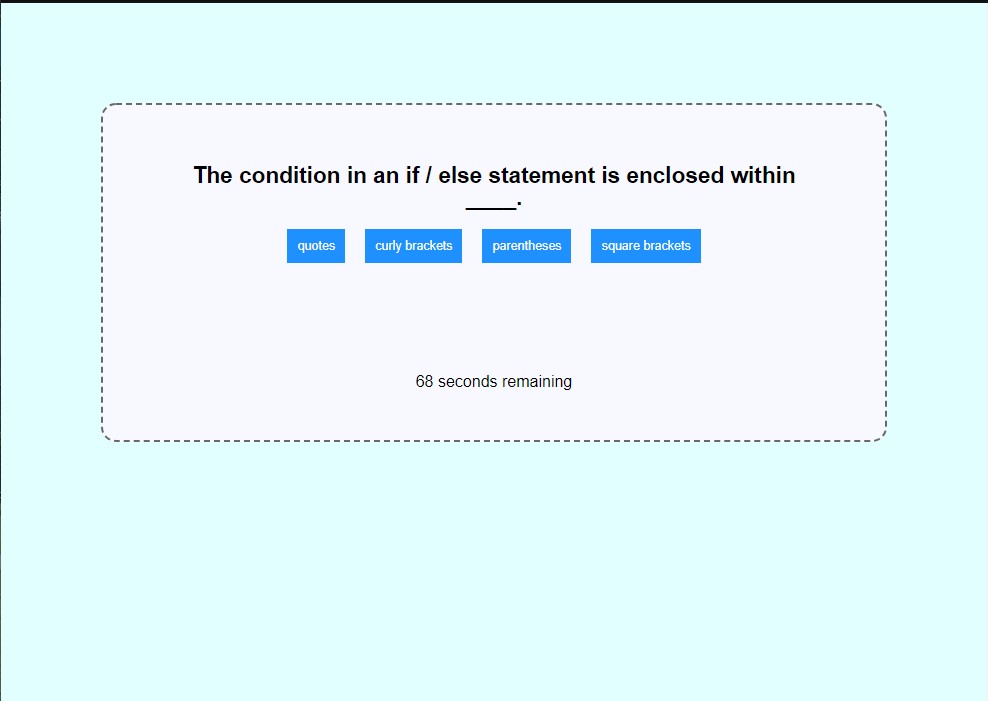 The condition in an if / else statement is enclosed within
____.
quotes curly brackets parentheses square brackets
68 seconds remaining